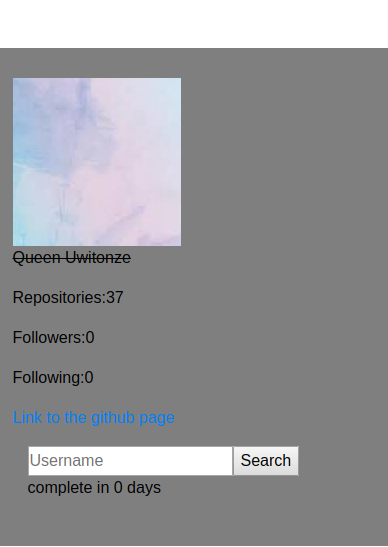 Queen Uwitonze
Repositories:37
Followers:0
Following:0
Link to the github page
Username
Search
complete in 0 days